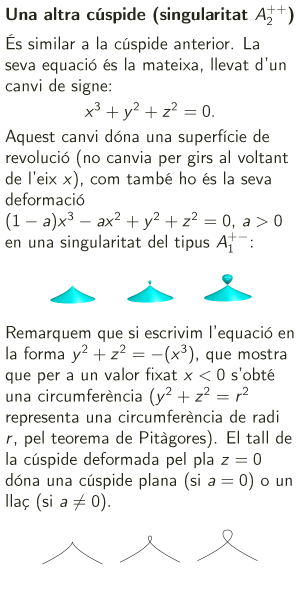 Una altra cúspide (singularitat A₂⁺⁺)
És similar a la cúspide anterior. La
seva equació és la mateixa, llevat d'un
canvi de signe:
x³ + y² + z² = 0.
Aquest canvi dóna una superfície de
revolució (no canvia per girs al voltant
de l'eix x), com també ho és la seva
deformació
(1 − a)x³ − ax² + y² + z² = 0, a > 0
en una singularitat del tipus A₁⁺⁻:
Remarquem que si escrivim l'equació en
la forma y² + z² = −(x³), que mostra
que per a un valor fixat x < 0 s'obté
una circumferència (y² + z² = r²
representa una circumferència de radi
r, pel teorema de Pitàgores). El tall de
la cúspide deformada pel pla z = 0
dóna una cúspide plana (si a = 0) o un
llaç (si a ≠ 0).